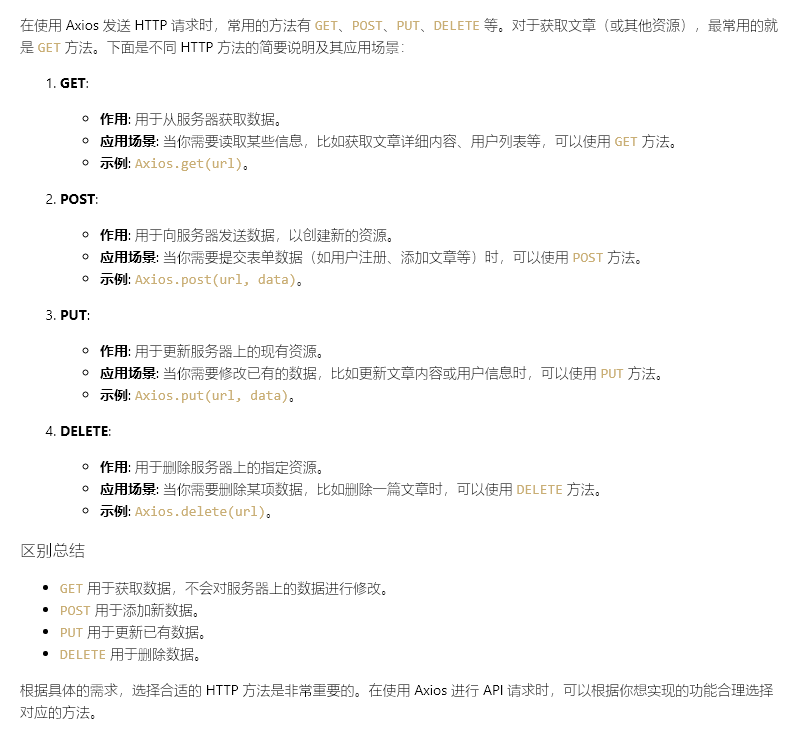 在使用 Axios 发送 HTTP 请求时，常用的方法有 GET、POST、PUT、DELETE 等。对于获取文章（或其他资源），最常用的就
是 GET 方法。下面是不同 HTTP 方法的简要说明及其应用场景：
1. GET:
作用: 用于从服务器获取数据。
应用场景: 当你需要读取某些信息，比如获取文章详细内容、用户列表等，可以使用 GET 方法。
示例: Axios.get(url)。
2. POST:
作用: 用于向服务器发送数据，以创建新的资源。
应用场景: 当你需要提交表单数据（如用户注册、添加文章等）时，可以使用 POST 方法。
示例: Axios.post(url, data)。
3. PUT:
作用: 用于更新服务器上的现有资源。
应用场景: 当你需要修改已有的数据，比如更新文章内容或用户信息时，可以使用 PUT 方法。
示例: Axios.put(url, data)。
4. DELETE:
作用: 用于删除服务器上的指定资源。
应用场景: 当你需要删除某项数据，比如删除一篇文章时，可以使用 DELETE 方法。
示例: Axios.delete(url)。
区别总结
GET 用于获取数据，不会对服务器上的数据进行修改。
POST 用于添加新数据。
PUT 用于更新已有数据。
DELETE 用于删除数据。
根据具体的需求，选择合适的 HTTP 方法是非常重要的。在使用 Axios 进行 API 请求时，可以根据你想实现的功能合理选择
对应的方法。